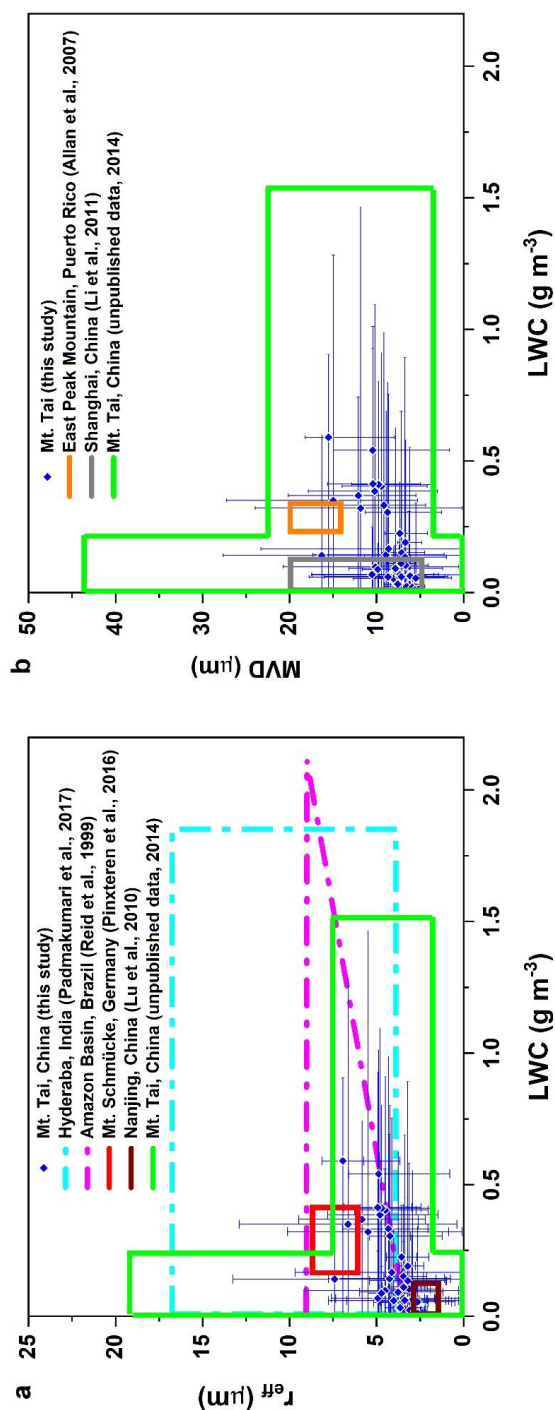 a
Mt. Tai, China (this study)
Hyderaba, India (Padmakumari et al., 2017)
Amazon Basin, Brazil (Reid et al., 1999)
Mt. Schmücke, Germany (Pinxteren et al., 2016)
Nanjing, China (Lu et al., 2010)
Mt. Tai, China (unpublished data, 2014)
25
20
15
10
5
0
r_eff (μm)
0.0
0.5
1.0
1.5
2.0
LWC (g m⁻³)
b
Mt. Tai (this study)
East Peak Mountain, Puerto Rico (Allan et al., 2007)
Shanghai, China (Li et al., 2011)
Mt. Tai, China (unpublished data, 2014)
50
40
30
20
10
0
MVD (μm)
0.0
0.5
1.0
1.5
2.0
LWC (g m⁻³)